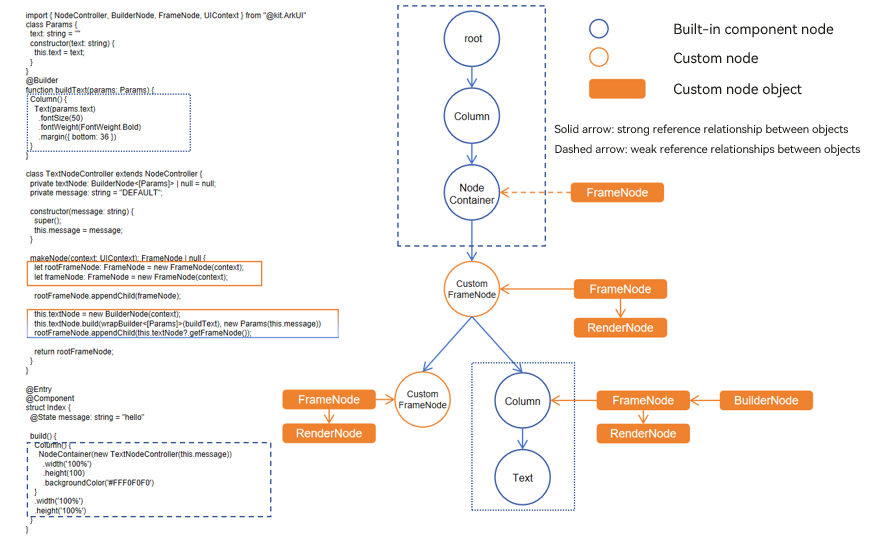 import { NodeController, BuilderNode, FrameNode, UIContext } from "@kit.ArkUI"
class Params {
text: string = ""
constructor(text: string) {
this.text = text;
}
}
@Builder
function buildText(params: Params) {
Column() {
Text(params.text)
.fontSize(50)
.fontWeight(FontWeight.Bold)
.margin({ bottom: 36 })
}
}
class TextNodeController extends NodeController {
private textNode: BuilderNode<[Params]> | null = null;
private message: string = "DEFAULT";
constructor(message: string) {
super();
this.message = message;
}
makeNode(context: UIContext): FrameNode | null {
let rootFrameNode: FrameNode = new FrameNode(context);
let frameNode: FrameNode = new FrameNode(context);
rootFrameNode.appendChild(frameNode);
this.textNode = new BuilderNode(context);
this.textNode.build(wrapBuilder<[Params]>(buildText), new Params(this.message))
rootFrameNode.appendChild(this.textNode?.getFrameNode());
return rootFrameNode;
}
}
@Entry
@Component
struct Index {
@State message: string = "hello"
build() {
Column() {
NodeContainer(new TextNodeController(this.message))
.width('100%')
.height(100)
.backgroundColor('#FFF0F0F0')
}
.width('100%')
.height('100%')
}
}
root
Column
Node
Container
FrameNode
Custom
FrameNode
FrameNode
RenderNode
FrameNode
RenderNode
Custom
FrameNode
Column
FrameNode
BuilderNode
RenderNode
Text
Built-in component node
Custom node
Custom node object
Solid arrow: strong reference relationship between objects
Dashed arrow: weak reference relationships between objects